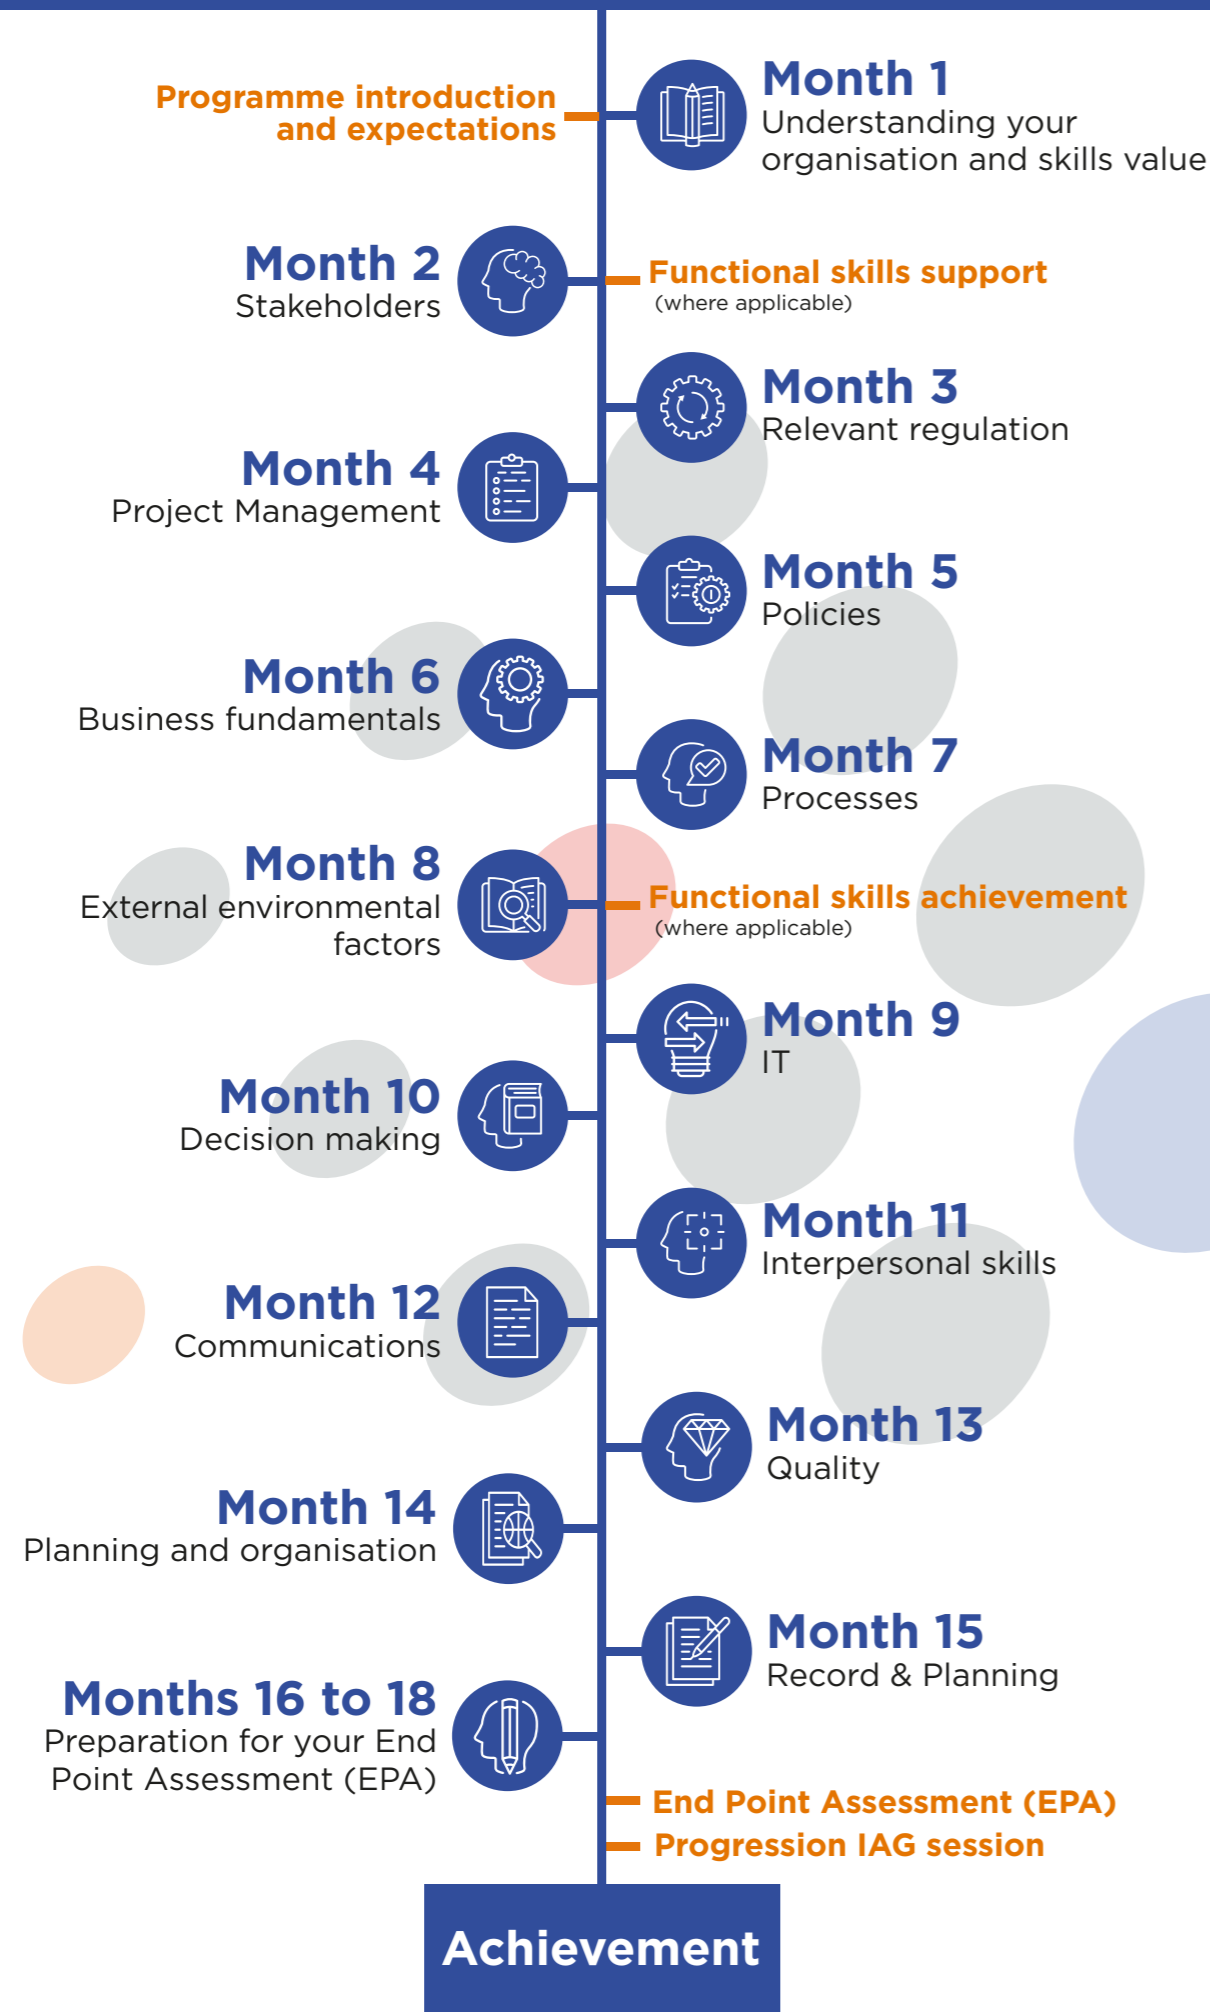 Programme introduction
and expectations
Month 1
Understanding your
organisation and skills value
Month 2
Stakeholders
Functional skills support
(where applicable)
Month 3
Relevant regulation
Month 4
Project Management
Month 5
Policies
Month 6
Business fundamentals
Month 7
Processes
Month 8
External environmental
factors
Functional skills achievement
(where applicable)
Month 9
IT
Month 10
Decision making
Month 11
Interpersonal skills
Month 12
Communications
Month 13
Quality
Month 14
Planning and organisation
Month 15
Record & Planning
Months 16 to 18
Preparation for your End
Point Assessment (EPA)
End Point Assessment (EPA)
Progression IAG session
Achievement